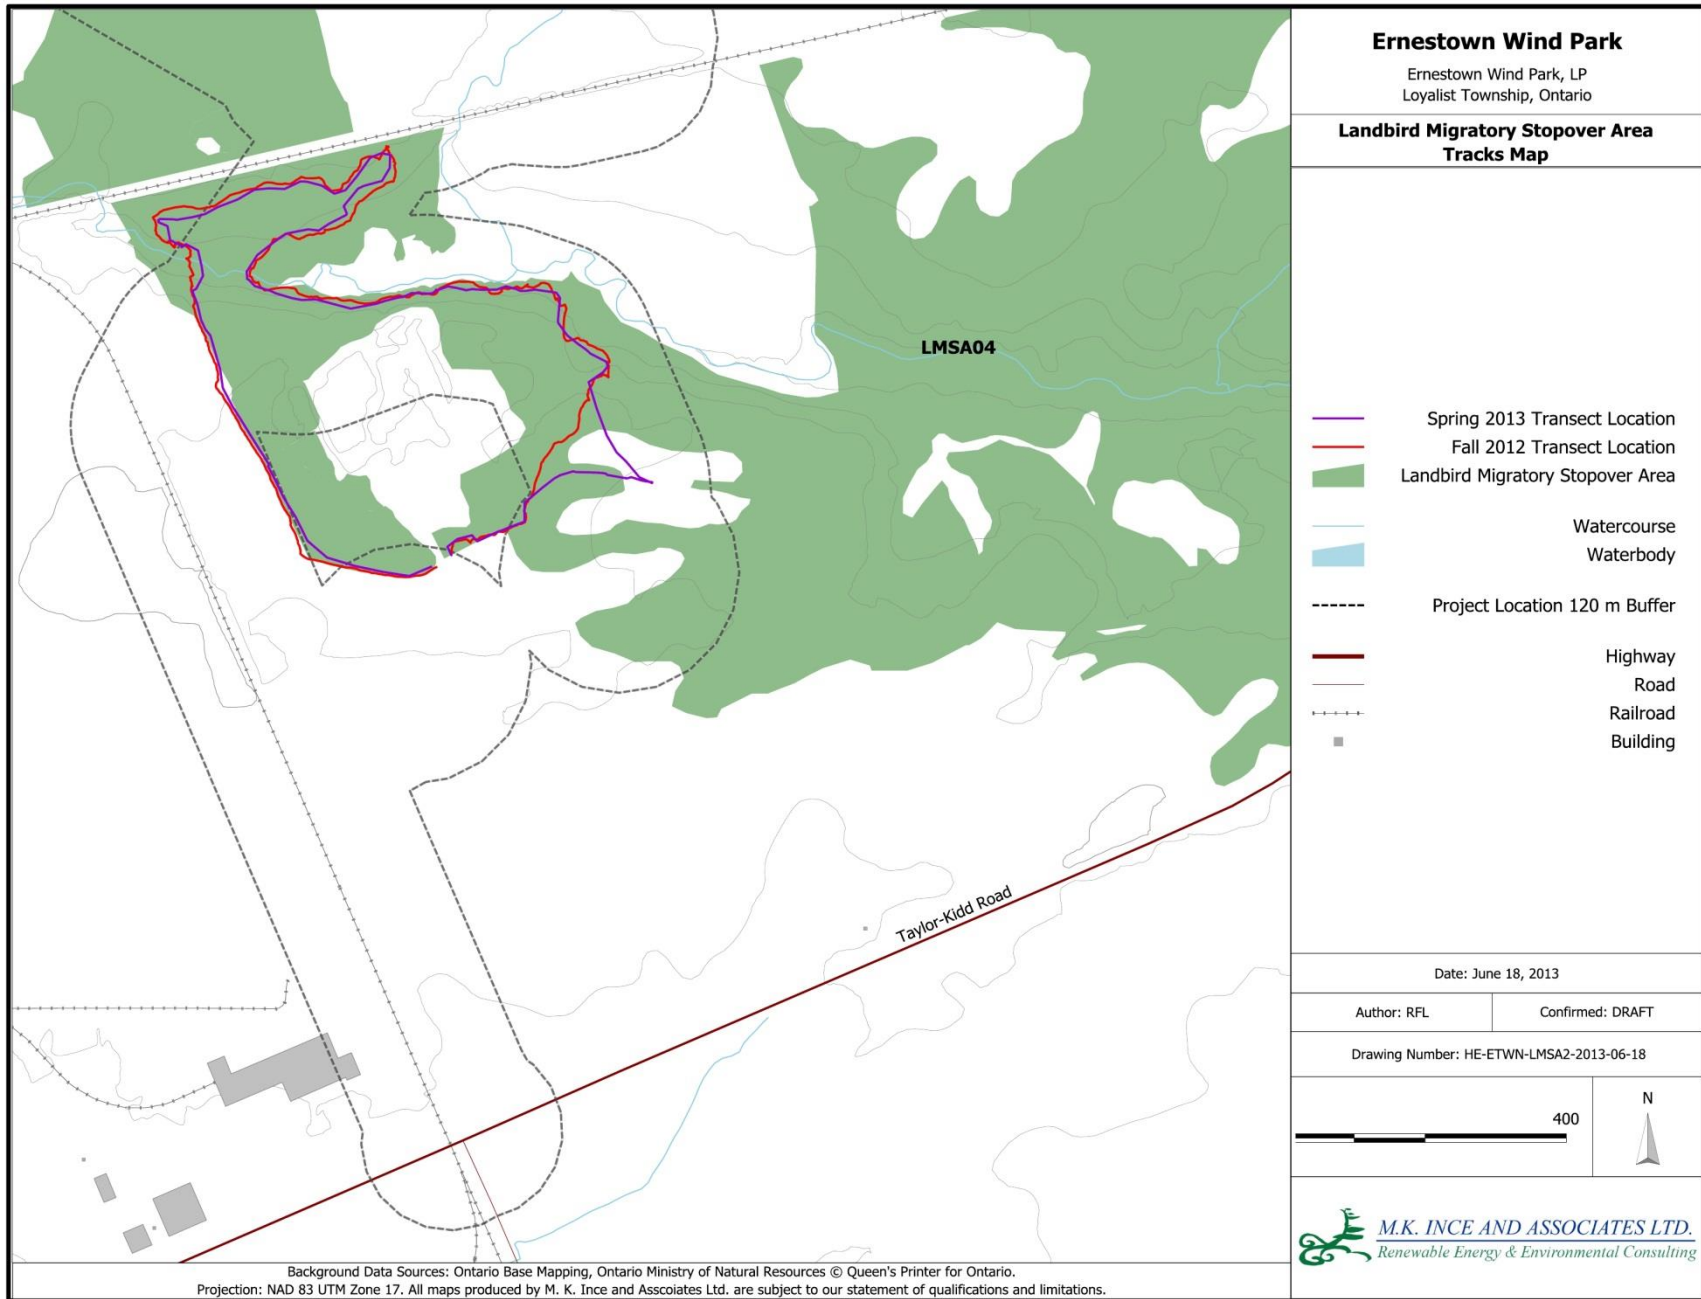 Ernestown Wind Park
Ernestown Wind Park, LP
Loyalist Township, Ontario
Landbird Migratory Stopover Area
Tracks Map
LMSA04
Taylor-Kidd Road
Spring 2013 Transect Location
Fall 2012 Transect Location
Landbird Migratory Stopover Area
Watercourse
Waterbody
Project Location 120 m Buffer
Highway
Road
Railroad
Building
Date: June 18, 2013
Author: RFL
Confirmed: DRAFT
Drawing Number: HE-ETWN-LMSA2-2013-06-18
400
N
M.K. INCE AND ASSOCIATES LTD.
Renewable Energy & Environmental Consulting
Background Data Sources: Ontario Base Mapping, Ontario Ministry of Natural Resources © Queen's Printer for Ontario.
Projection: NAD 83 UTM Zone 17. All maps produced by M. K. Ince and Asscoiates Ltd. are subject to our statement of qualifications and limitations.